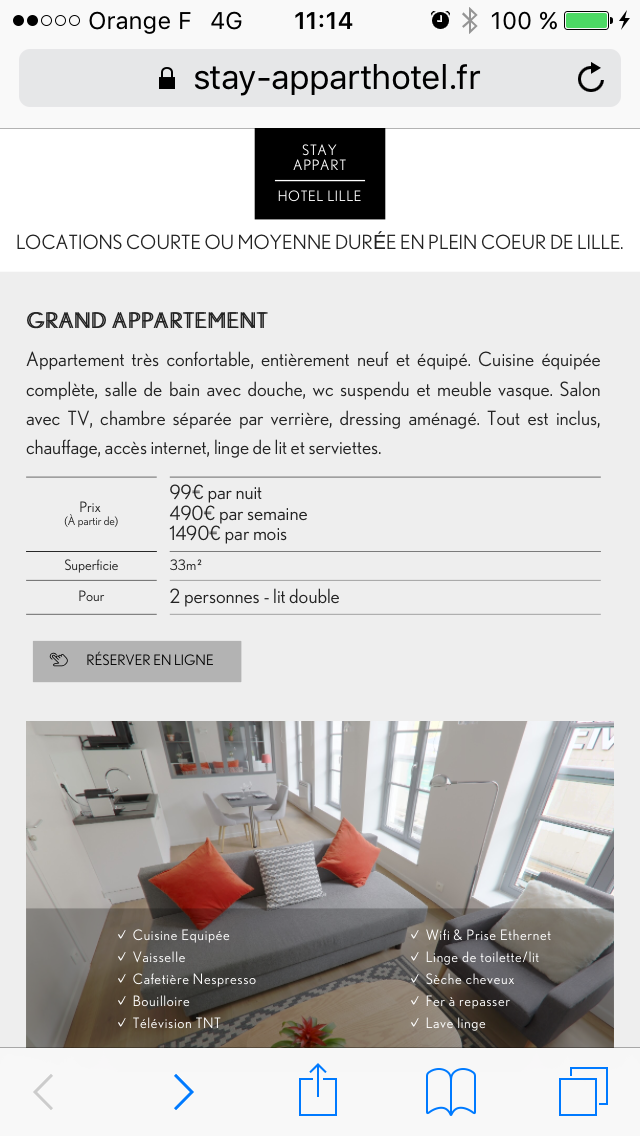 Orange F 4G 11:14 100 %
stay-apparthotel.fr
STAY
APPART
HOTEL LILLE
LOCATIONS COURTE OU MOYENNE DURÉE EN PLEIN COEUR DE LILLE.
GRAND APPARTEMENT
Appartement très confortable, entièrement neuf et équipé. Cuisine équipée
complète, salle de bain avec douche, wc suspendu et meuble vasque. Salon
avec TV, chambre séparée par verrière, dressing aménagé. Tout est inclus,
chauffage, accès internet, linge de lit et serviettes.
Prix
(À partir de)
99€ par nuit
490€ par semaine
1490€ par mois
Superficie
33m²
Pour
2 personnes - lit double
RÉSERVER EN LIGNE
✓ Cuisine Equipée
✓ Vaisselle
✓ Cafetière Nespresso
✓ Bouilloire
✓ Télévision TNT
✓ Wifi & Prise Ethernet
✓ Linge de toilette/lit
✓ Sèche cheveux
✓ Fer à repasser
✓ Lave linge